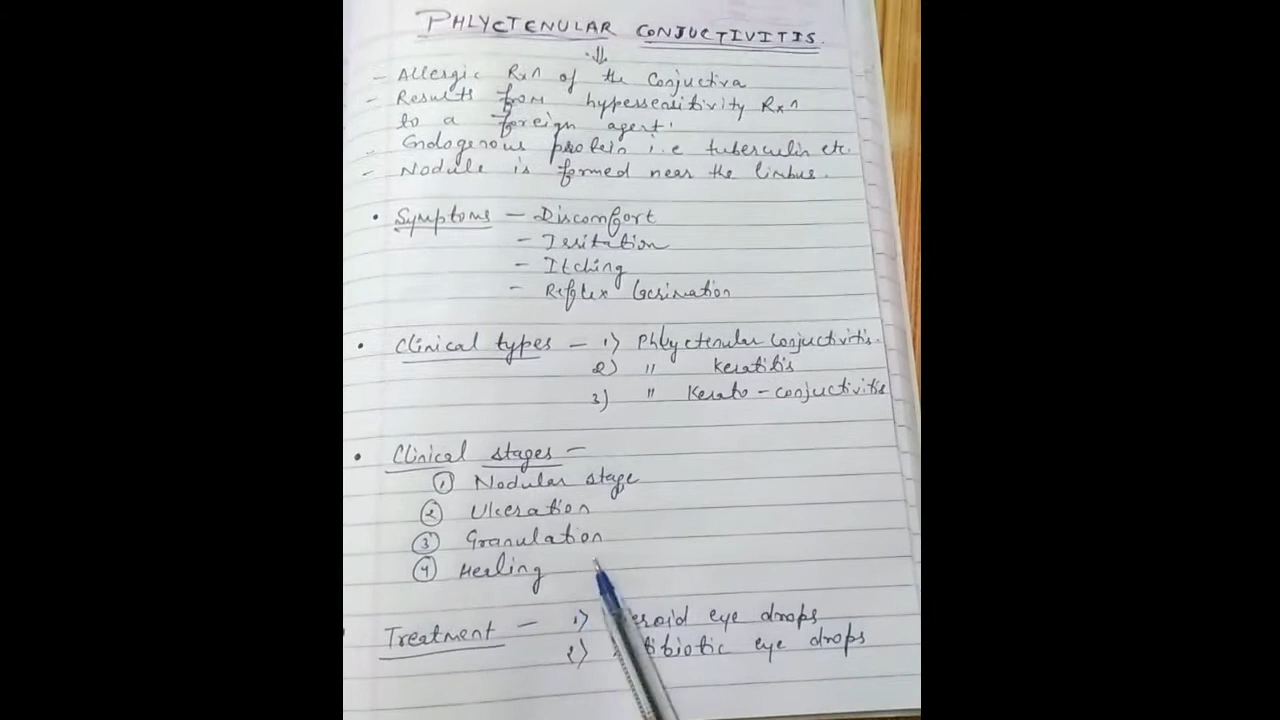 PHLYCTENULAR CONJUCTIVITIS.
⇓
- Allergic Rxn of the Conjuctiva
- Results from hypersensitivity Rxn
to a foreign agent.
- Endogenous protein i.e tuberculin etc.
- Nodule is formed near the limbus.
• Symptoms - Discomfort
- Irritation
- Itching
- Reflex lacrimation
• Clinical types - 1) Phlyctenular conjuctivitis.
2) " keratitis
3) " Kerato-conjuctivitis
• Clinical stages -
① Nodular stage
② Ulceration
③ Granulation
④ Healing
Treatment - 1) eroid eye drops
2) tibiotic eye drops